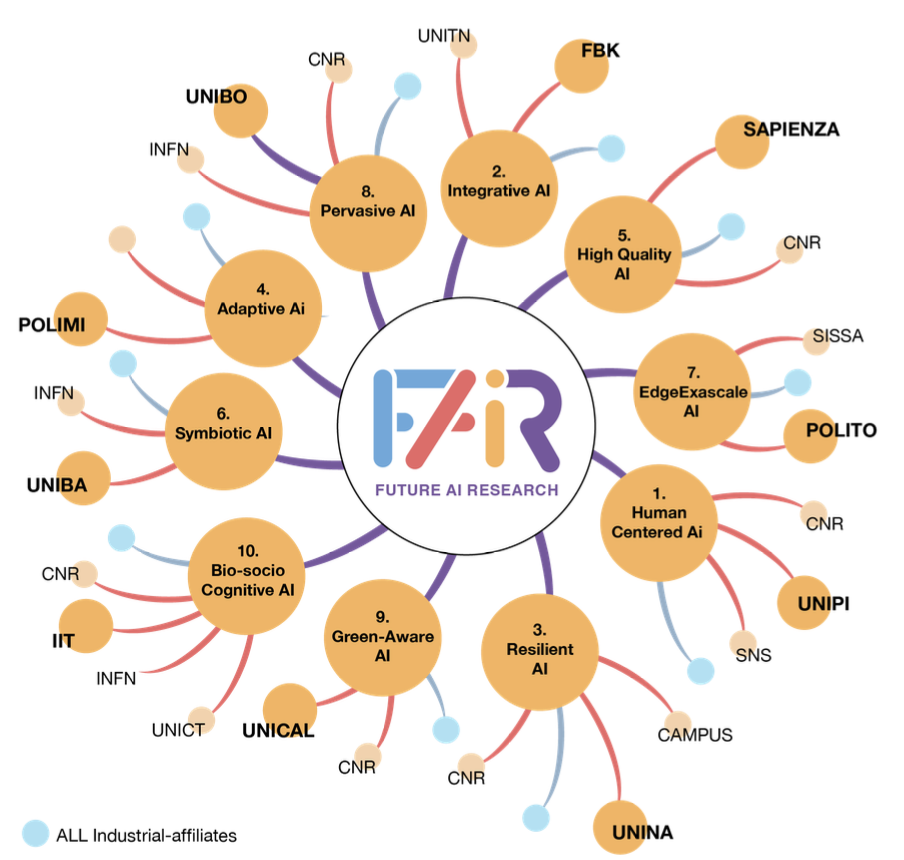 UNITN
FBK
CNR
UNIBO
INFN
SAPIENZA
8.
Pervasive AI
2.
Integrative AI
5.
High Quality
AI
CNR
4.
Adaptive Ai
POLIMI
SISSA
7.
EdgeExascale
AI
POLITO
FAiR
FUTURE AI RESEARCH
INFN
6.
Symbiotic AI
UNIBA
1.
Human
Centered Ai
CNR
UNIPI
SNS
10.
Bio-socio
Cognitive AI
CNR
IIT
INFN
UNICT
9.
Green-Aware
AI
UNICAL
CNR
3.
Resilient
AI
CAMPUS
CNR
UNINA
ALL Industrial-affiliates